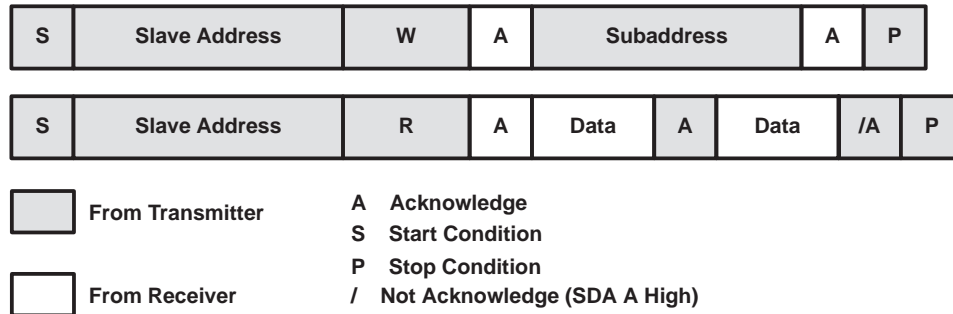 S Slave Address W A Subaddress A P
S Slave Address R A Data A Data /A P
From Transmitter
A Acknowledge
S Start Condition
P Stop Condition
From Receiver
/ Not Acknowledge (SDA A High)